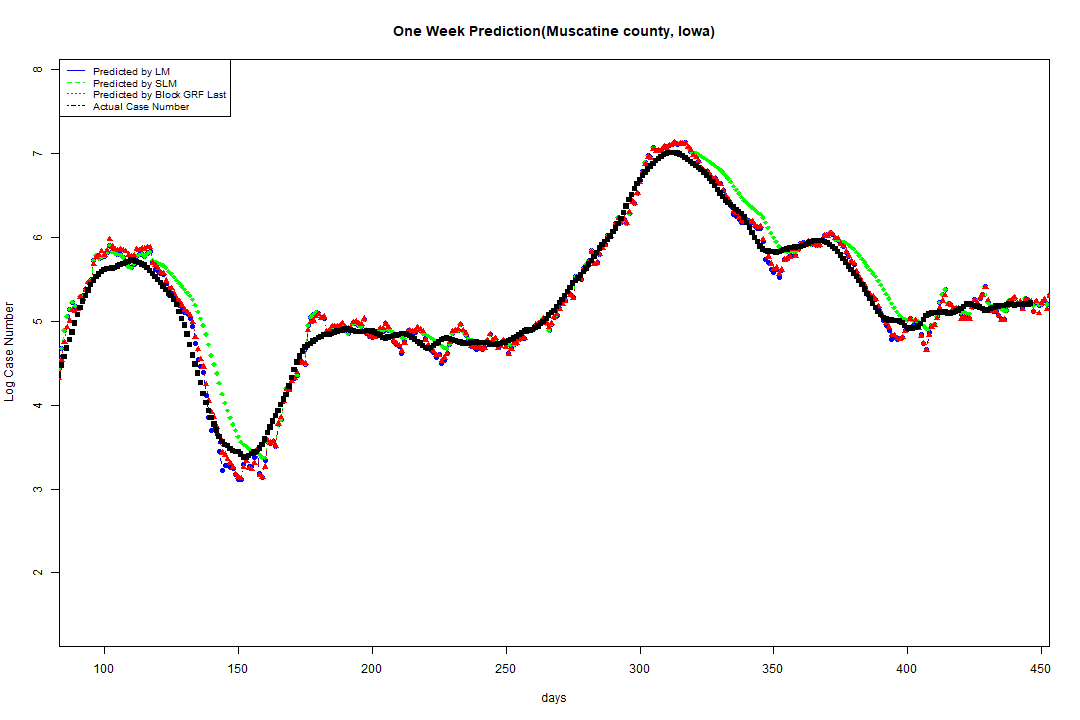 One Week Prediction(Muscatine county, Iowa)
Predicted by LM
Predicted by SLM
Predicted by Block GRF Last
Actual Case Number
8
7
6
5
4
3
2
Log Case Number
100 150 200 250 300 350 400 450
days